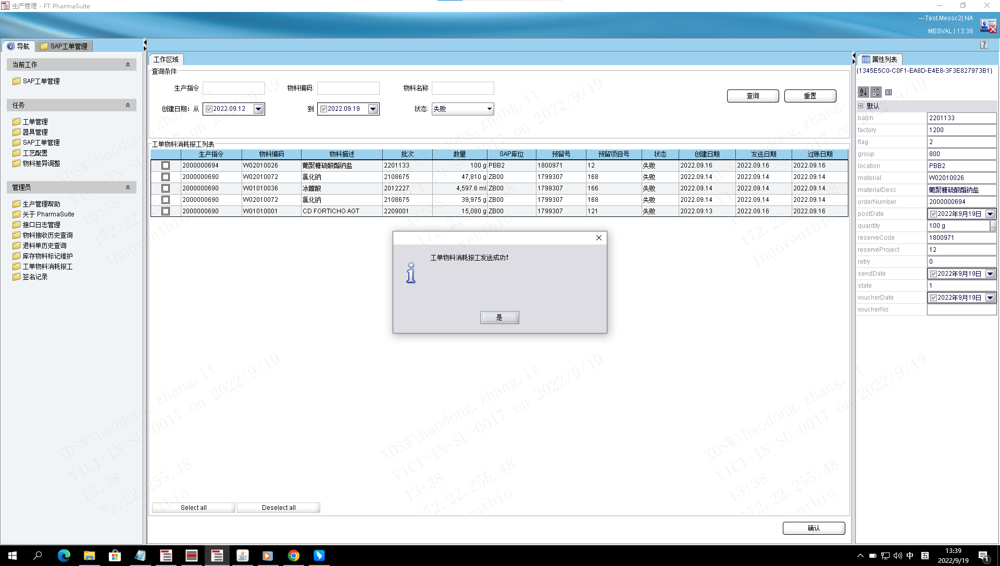 生产管理 - FT PharmaSuite
---Test.Messc2| NA
MESVAL | 13:39
导航
SAP工单管理
当前工作
SAP工单管理
任务
工单管理
器具管理
SAP工单管理
工艺配置
物料差异调整
管理员
生产管理帮助
关于 PharmaSuite
接口日志管理
物料接收历史查询
退料单历史查询
库存物料标记维护
工单物料消耗报工
签名记录
工作区域
查询条件
生产指令
物料编码:
物料名称
查询
重置
创建日期: 从
2022.09.12
到
2022.09.19
状态:
失败
工单物料消耗报工列表
生产指令 物料编码 物料描述 批次 数量 SAP库位 预留号 预留项目号 状态 创建日期 发送日期 过账日期
2000000694 W02010026 葡聚糖硫酸酯钠盐 2201133 100 g PBB2 1800971 12 失败 2022.09.16 2022.09.16 2022.09.16
2000000690 W02010072 氯化钠 2108675 47,810 g ZB00 1799307 168 失败 2022.09.14 2022.09.14 2022.09.14
2000000690 W01010036 冰醋酸 2012227 4,597.6 ml ZB00 1799307 166 失败 2022.09.14 2022.09.14 2022.09.14
2000000690 W02010072 氯化钠 2108675 39,975 g ZB00 1799307 168 失败 2022.09.14 2022.09.14 2022.09.14
2000000690 W01010001 CD FORTICHO AGT 2209001 15,080 g ZB00 1799307 121 失败 2022.09.13 2022.09.16 2022.09.16
工单物料消耗报工发送成功!
是
Select all
Deselect all
确认
属性列表
{1345E5C0-C0F1-EA8D-E4E8-3F3E827973B1}
默认
batch 2201133
factory 1200
flag 2
group 800
location PBB2
material W02010026
materialDesc 葡聚糖硫酸酯钠盐
orderNumber 2000000694
postDate 2022年9月19日
quantity 100 g ...
reserveCode 1800971
reserveProject 12
retry 0
sendDate 2022年9月19日
state 1
voucherDate 2022年9月19日
voucherNo
XDSW\haodong.zhang.it
V1C1-IN-SU-0017 on 2022/9/19
13:38
172.22.255.48
Innoventbio
中
五
13:39
2022/9/19
1